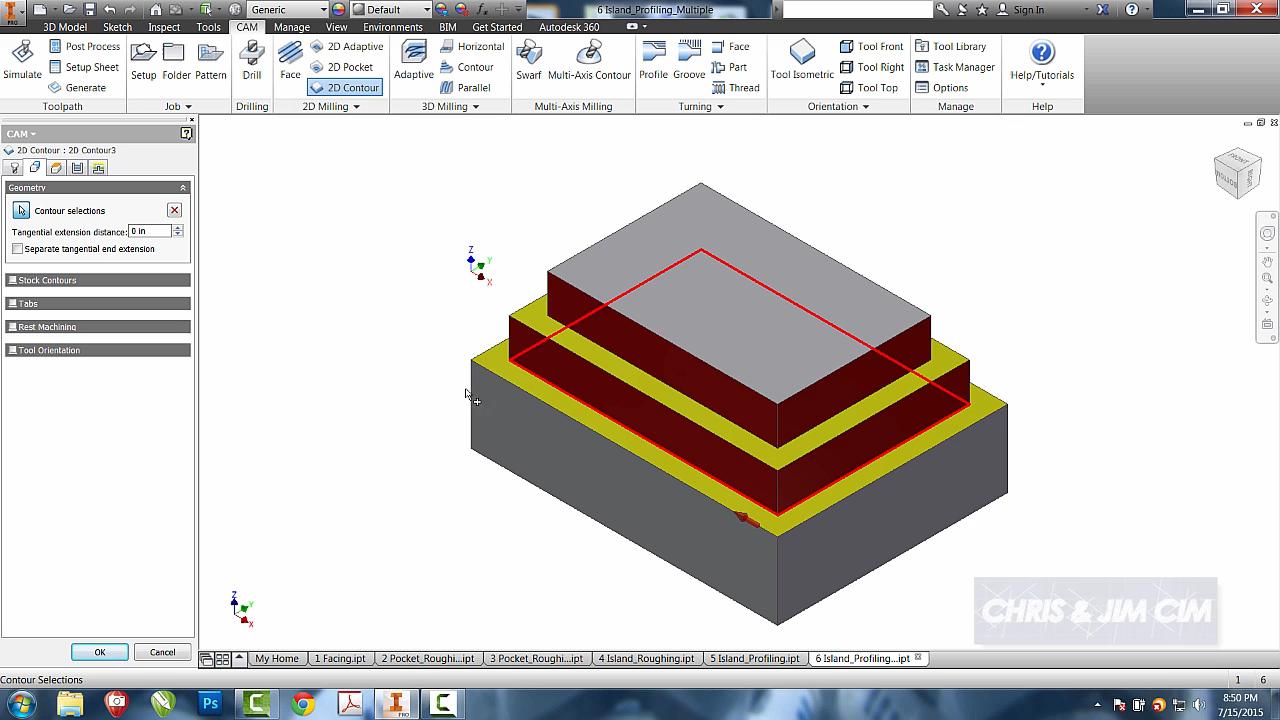 PRO
Generic
Default
6 Island_Profiling_Multiple
Sign In
3D Model Sketch Inspect Tools CAM Manage View Environments BIM Get Started Autodesk 360
Simulate
Post Process
Setup Sheet
Generate
Toolpath
Setup
Folder
Job
Drill
Drilling
Face
2D Adaptive
2D Pocket
2D Contour
2D Milling
Adaptive
Horizontal
Contour
Parallel
3D Milling
Swarf
Multi-Axis Contour
Multi-Axis Milling
Profile
Groove
Face
Part
Thread
Turning
Tool Isometric
Tool Front
Tool Right
Tool Top
Orientation
Tool Library
Task Manager
Options
Manage
Help/Tutorials
Help
CAM
2D Contour : 2D Contour3
Geometry
Contour selections
Tangential extension distance: 0 in
Separate tangential end extension
Stock Contours
Tabs
Rest Machining
Tool Orientation
OK
Cancel
Z
Y
X
Z
Y
X
FRONT
BOTTOM
CHRIS & JIM CIM
My Home
1 Facing.ipt
2 Pocket_Roughi...ipt
3 Pocket_Roughi...ipt
4 Island_Roughing.ipt
5 Island_Profiling.ipt
6 Island_Profiling...ipt
Contour Selections
1
6
Ps
PRO
8:50 PM
7/15/2015